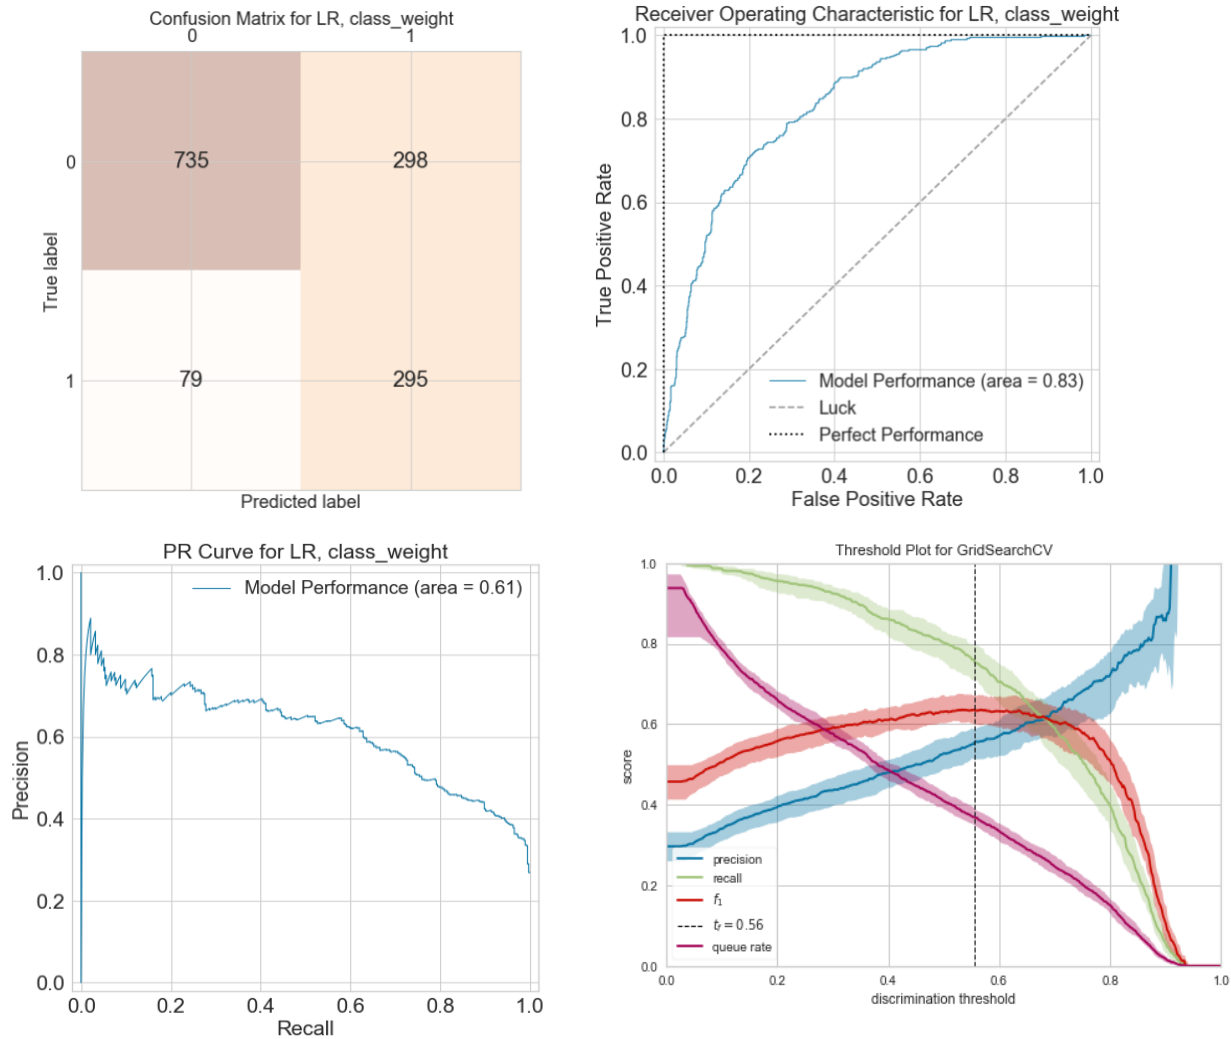 Confusion Matrix for LR, class_weight
0 1
0
735 298
1
79 295
True label
Predicted label
Receiver Operating Characteristic for LR, class_weight
1.0
0.8
0.6
0.4
0.2
0.0
True Positive Rate
Model Performance (area = 0.83)
Luck
Perfect Performance
0.0 0.2 0.4 0.6 0.8 1.0
False Positive Rate
PR Curve for LR, class_weight
1.0
0.8
0.6
0.4
0.2
0.0
Precision
Model Performance (area = 0.61)
0.0 0.2 0.4 0.6 0.8 1.0
Recall
Threshold Plot for GridSearchCV
1.0
0.8
0.6
0.4
0.2
0.0
score
precision
recall
f1
tr = 0.56
queue rate
0.0 0.2 0.4 0.6 0.8 1.0
discrimination threshold